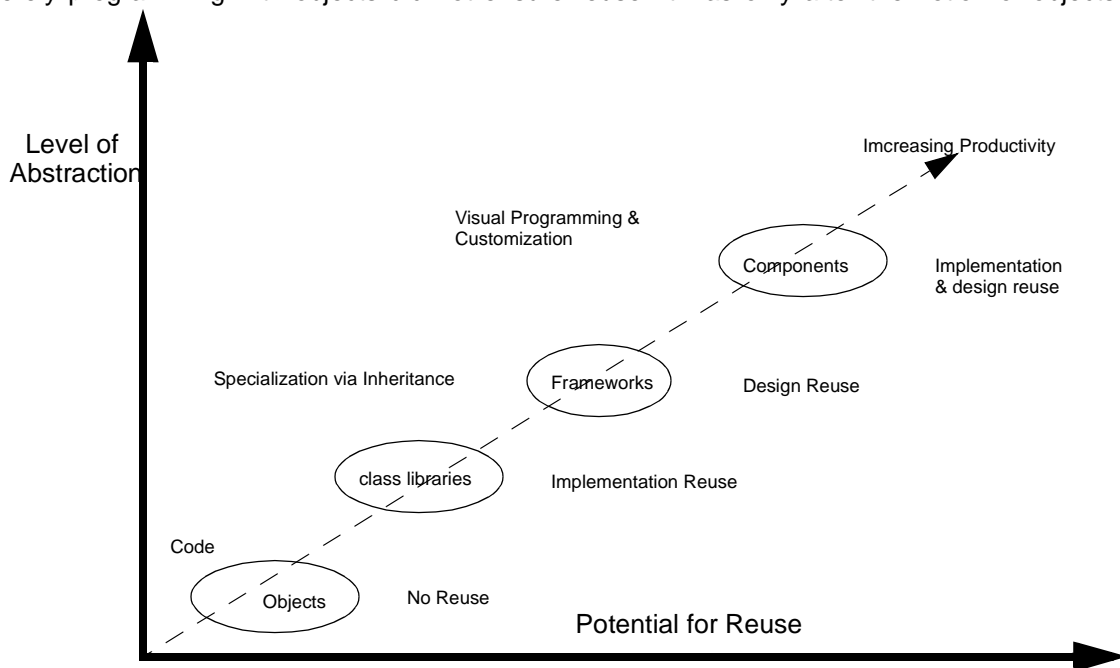 Level of
Abstraction
Imcreasing Productivity
Visual Programming &
Customization
Components
Implementation
& design reuse
Specialization via Inheritance
Frameworks
Design Reuse
class libraries
Implementation Reuse
Code
Objects
No Reuse
Potential for Reuse